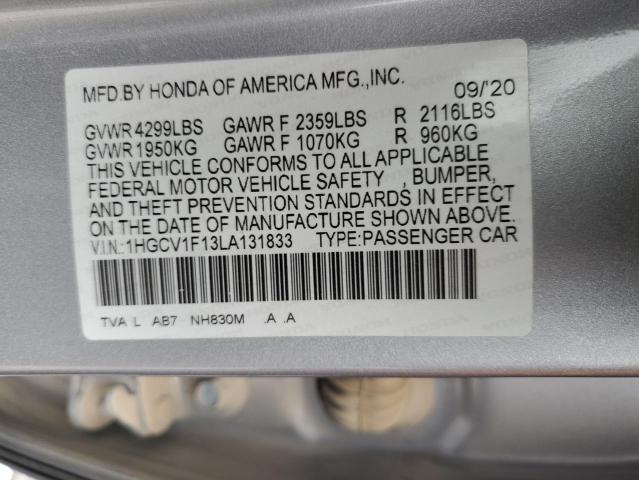 MFD.BY HONDA OF AMERICA MFG.,INC. 09/'20
GVWR 4299LBS GAWR F 2359LBS R 2116LBS
GVWR 1950KG GAWR F 1070KG R 960KG
THIS VEHICLE CONFORMS TO ALL APPLICABLE
FEDERAL MOTOR VEHICLE SAFETY , BUMPER,
AND THEFT PREVENTION STANDARDS IN EFFECT
ON THE DATE OF MANUFACTURE SHOWN ABOVE.
V.I.N.:1HGCV1F13LA131833 TYPE:PASSENGER CAR
TVA L AB7 NH830M .A .A